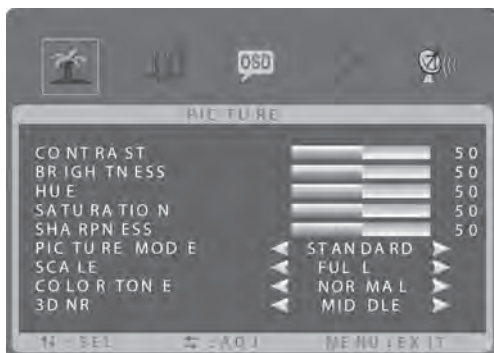 OSD
PICTURE
CONTRAST 50
BRIGHTNESS 50
HUE 50
SATURATION 50
SHARPNESS 50
PICTURE MODE STANDARD
SCALE FULL
COLOR TONE NORMAL
3D NR MIDDLE
: SEL : ADJ MENU : EXIT